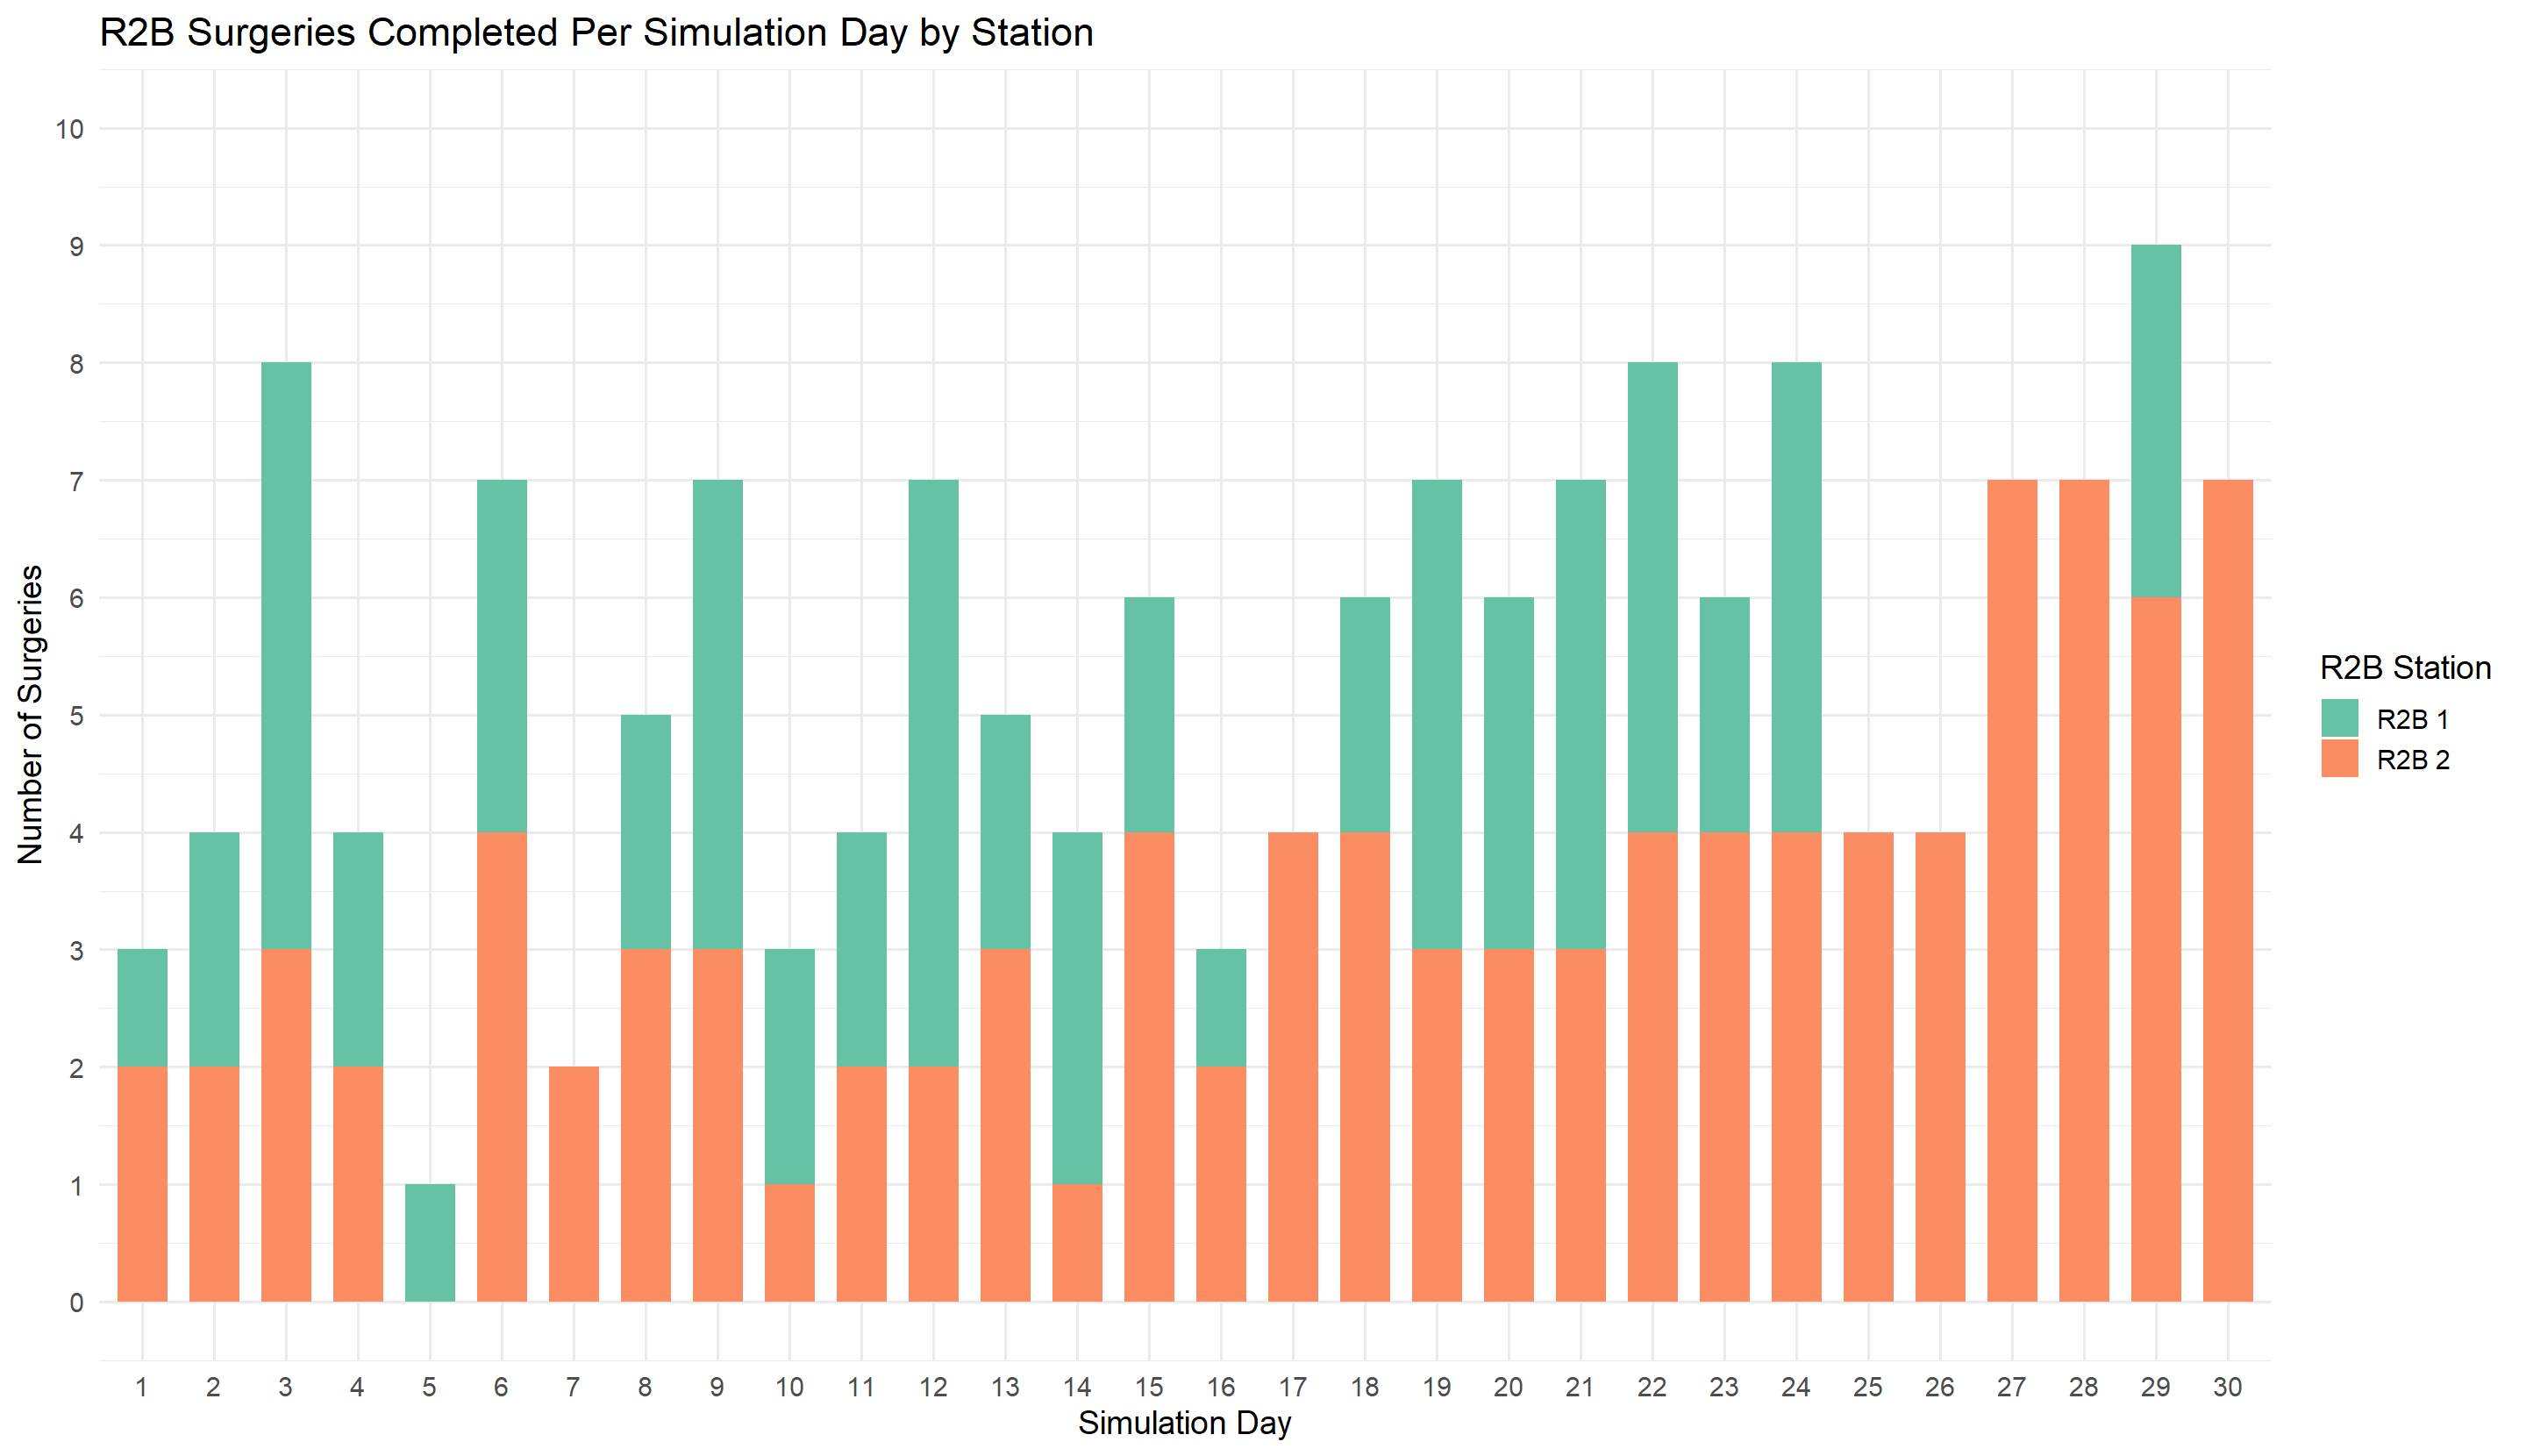 R2B Surgeries Completed Per Simulation Day by Station
10
9
8
7
6
5
4
3
2
1
0
Number of Surgeries
1 2 3 4 5 6 7 8 9 10 11 12 13 14 15 16 17 18 19 20 21 22 23 24 25 26 27 28 29 30
Simulation Day
R2B Station
R2B 1
R2B 2